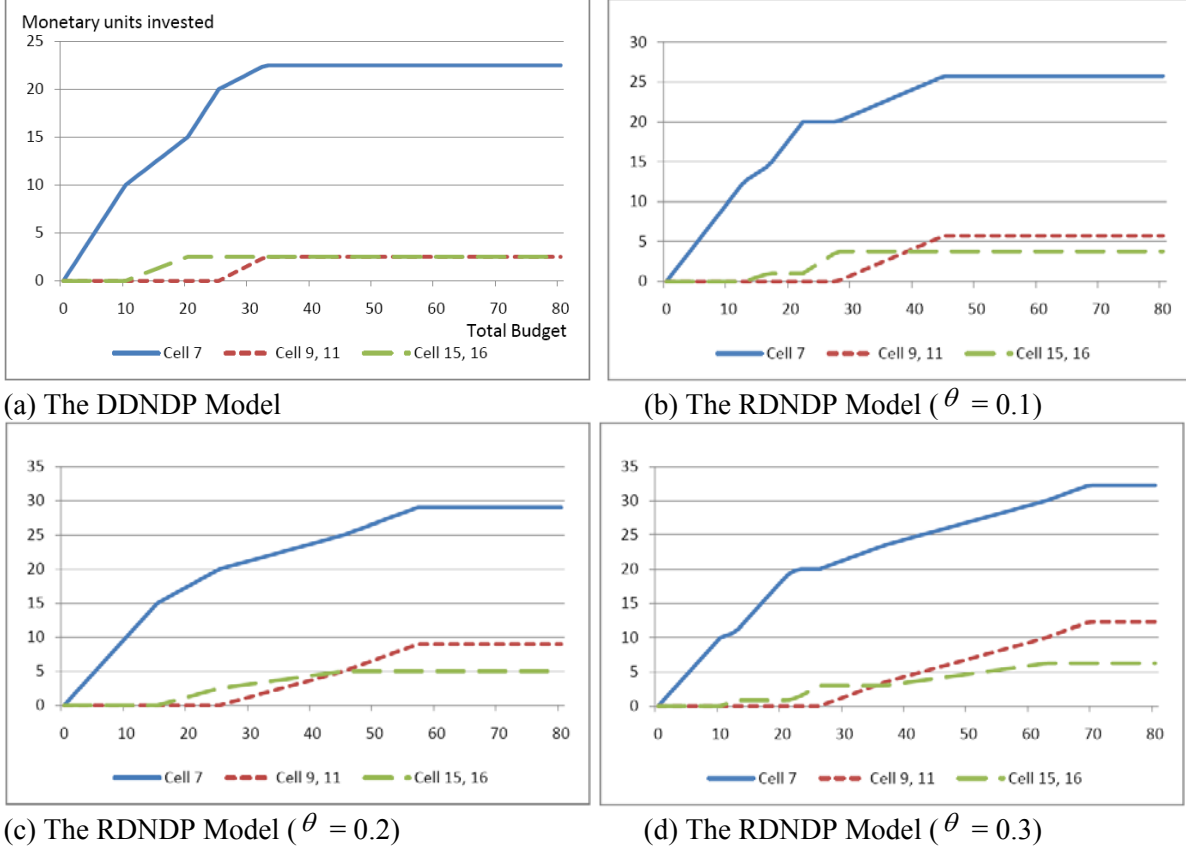 Monetary units invested
25
20
15
10
5
0
0 10 20 30 40 50 60 70 80
Total Budget
Cell 7 Cell 9, 11 Cell 15, 16
(a) The DDNDP Model
30
25
20
15
10
5
0
0 10 20 30 40 50 60 70 80
Cell 7 Cell 9, 11 Cell 15, 16
(b) The RDNDP Model ( θ = 0.1)
35
30
25
20
15
10
5
0
0 10 20 30 40 50 60 70 80
Cell 7 Cell 9, 11 Cell 15, 16
(c) The RDNDP Model ( θ = 0.2)
35
30
25
20
15
10
5
0
0 10 20 30 40 50 60 70 80
Cell 7 Cell 9, 11 Cell 15, 16
(d) The RDNDP Model ( θ = 0.3)